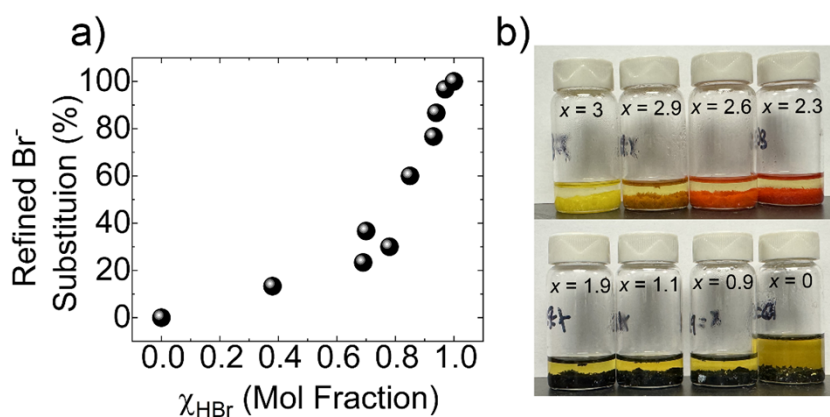 a)
Refined Br-
Substituion (%)
100
80
60
40
20
0
0.0 0.2 0.4 0.6 0.8 1.0
χHBr (Mol Fraction)
b)
x = 3 x = 2.9 x = 2.6 x = 2.3
x = 1.9 x = 1.1 x = 0.9 x = 0